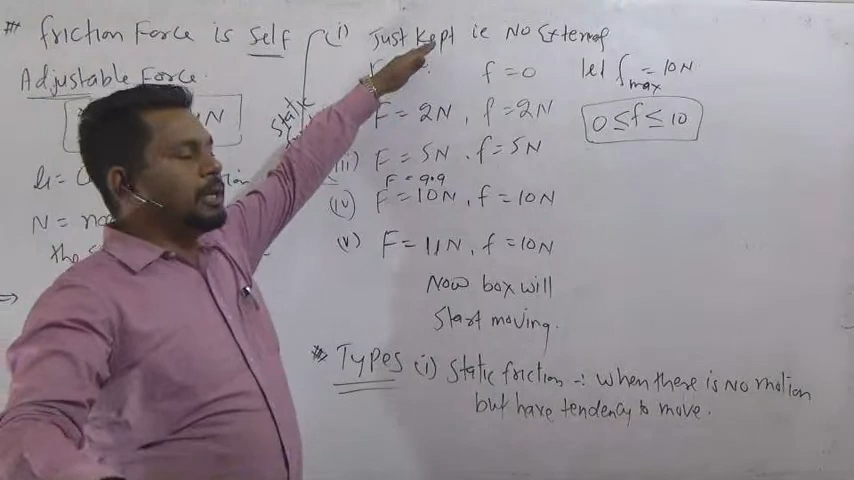 *** friction Force is self
Adjustable Force.
N
μ = 
N = 
the s
⇒
static
(i) Just Kept ie No External
f = 0
F = 2N, f = 2N
(iii) F = 5N. f = 5N
F = 9.9
(iv) F = 10N, f = 10N
(v) F = 11N, f = 10N
Now box will
start moving.
let f max = 10N
0 ≤ f ≤ 10
*** Types (i) Static friction -: when there is No motion
but have tendency to move.